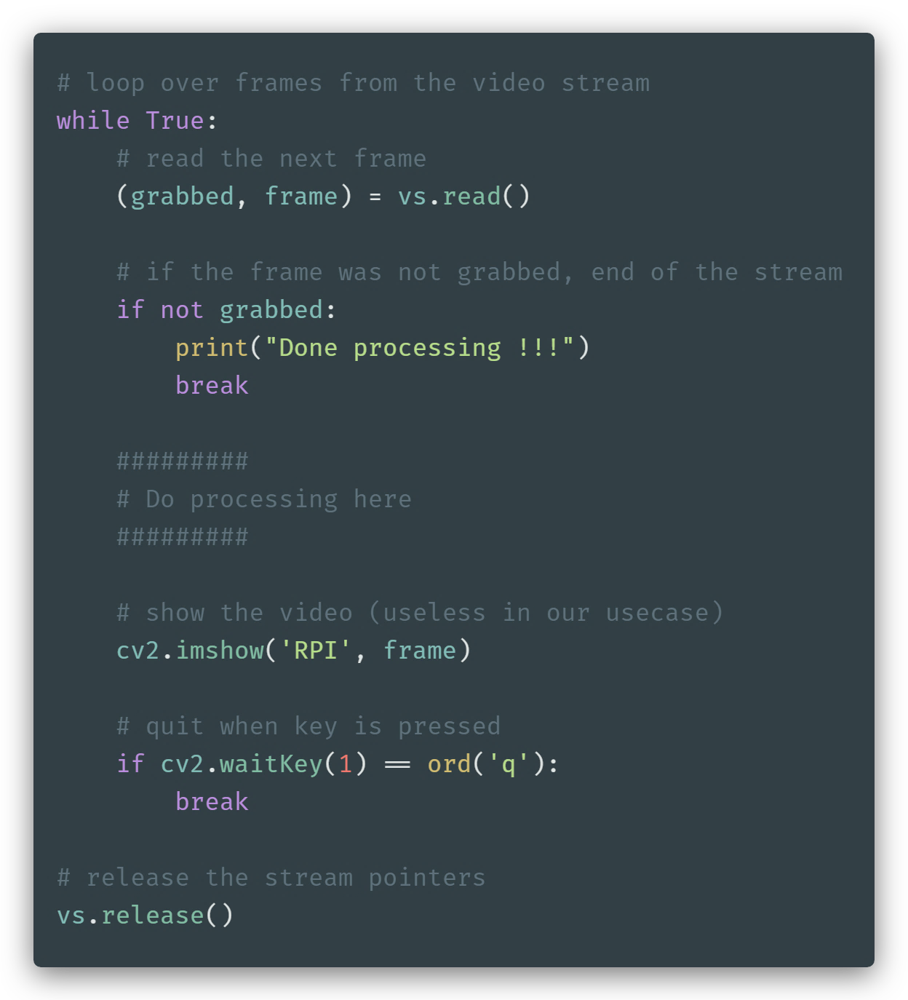 # loop over frames from the video stream
while True:
    # read the next frame
    (grabbed, frame) = vs.read()

    # if the frame was not grabbed, end of the stream
    if not grabbed:
        print("Done processing !!!")
        break

    #########
    # Do processing here
    #########

    # show the video (useless in our usecase)
    cv2.imshow('RPI', frame)

    # quit when key is pressed
    if cv2.waitKey(1) == ord('q'):
        break

# release the stream pointers
vs.release()